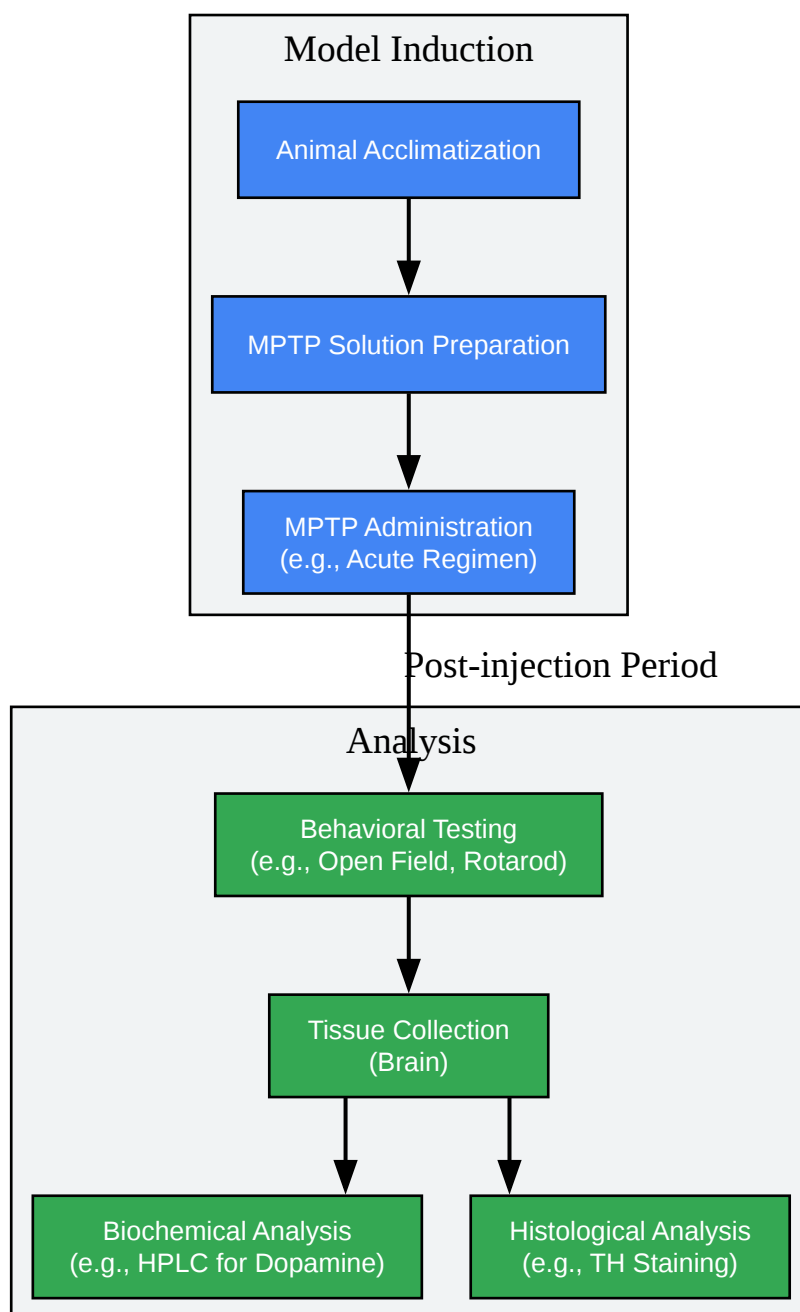 Model Induction
Animal Acclimatization
MPTP Solution Preparation
MPTP Administration
(e.g., Acute Regimen)
Post-injection Period
Analysis
Behavioral Testing
(e.g., Open Field, Rotarod)
Tissue Collection
(Brain)
Biochemical Analysis
(e.g., HPLC for Dopamine)
Histological Analysis
(e.g., TH Staining)